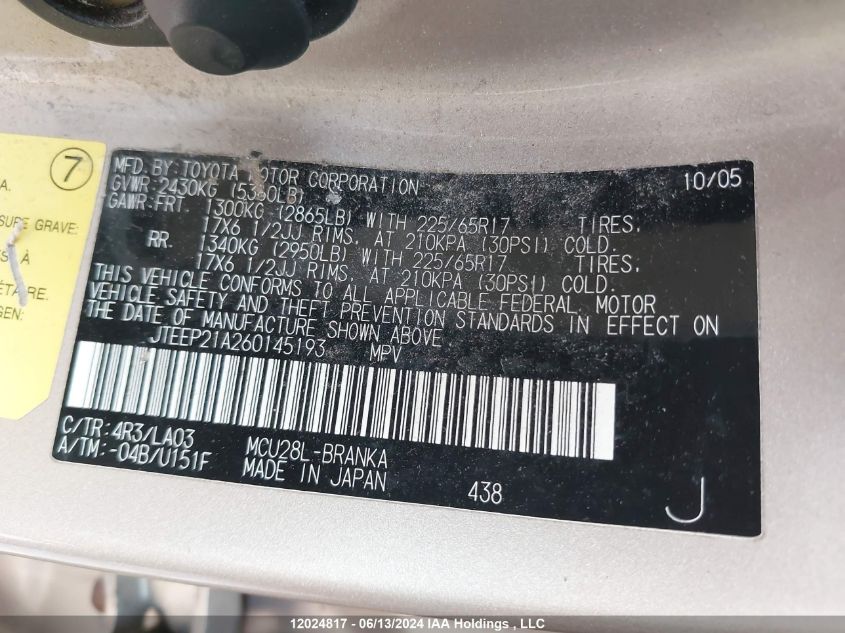 7
A.
SURE GRAVE:
S À
ÉTAIRE.
GEN:
MFD. BY: TOYOTA MOTOR CORPORATION 10/05
GVWR: 2430KG (5360LB)
GAWR: FRT. 1300KG (2865LB) WITH 225/65R17 TIRES,
17X6 1/2JJ RIMS, AT 210KPA (30PSI) COLD.
RR. 1340KG (2950LB) WITH 225/65R17 TIRES,
17X6 1/2JJ RIMS, AT 210KPA (30PSI) COLD.
THIS VEHICLE CONFORMS TO ALL APPLICABLE FEDERAL MOTOR
VEHICLE SAFETY AND THEFT PREVENTION STANDARDS IN EFFECT ON
THE DATE OF MANUFACTURE SHOWN ABOVE.
JTEEP21A260145193 MPV
C/TR: 4R3/LA03 MCU28L-BRANKA
A/TM: -04B/U151F MADE IN JAPAN 438 J
12024817 - 06/13/2024 IAA Holdings , LLC